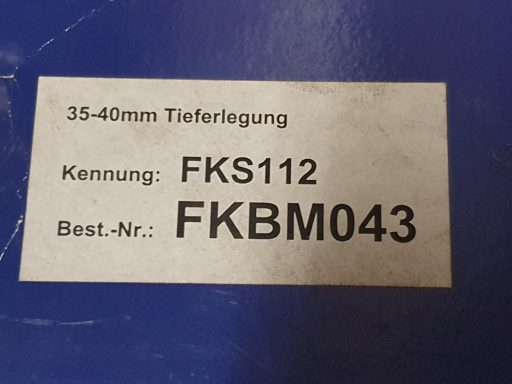 35-40mm Tieferlegung
Kennung: FKS112
Best.-Nr.: FKBM043